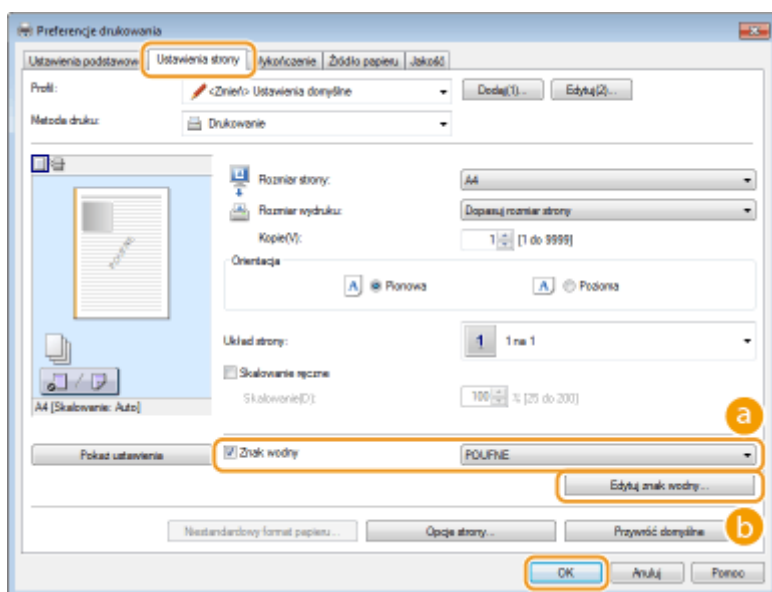 Preferencje drukowania
Ustawienia podstawow Ustawienia strony Wykończenie Źródło papieru Jakość
Profil: <Zmień> Ustawienia domyślne Dodaj(1)... Edytuj(2)...
Metoda druku: Drukowanie
Rozmiar strony: A4
Rozmiar wydruku: Dopasuj rozmiar strony
Kopie(V): 1 [1 do 9999]
Orientacja
A Pionowa A Pozioma
POUFNE
Układ strony: 1 1 na 1
Skalowanie ręczne
Skalowanie(D): 100 % [25 do 200]
A4 [Skalowanie: Auto]
a
Pokaż ustawienia Znak wodny POUFNE
Edytuj znak wodny...
b
Niestandardowy format papieru... Opcje strony... Przywróć domyślne
OK Anuluj Pomoc